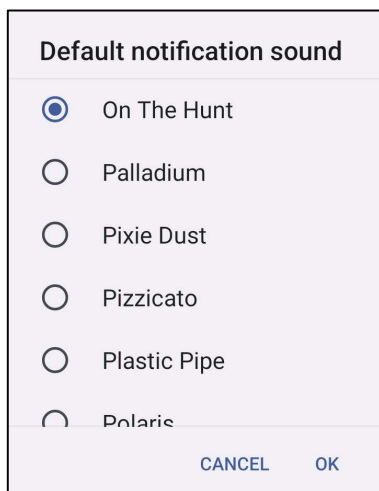 Default notification sound
On The Hunt
Palladium
Pixie Dust
Pizzicato
Plastic Pipe
Polaris
CANCEL OK